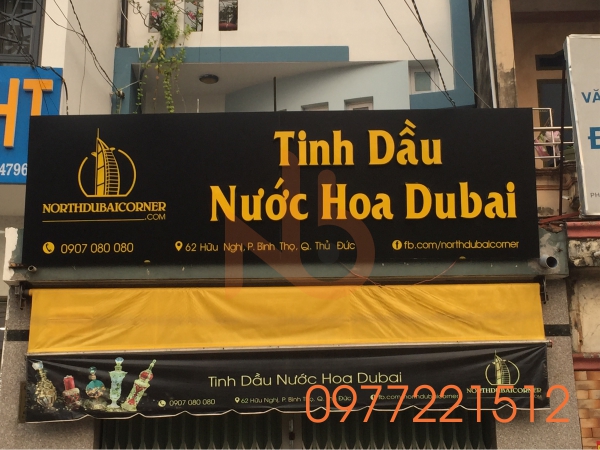 HT
4796
Tinh Dầu
Nước Hoa Dubai
NORTHDUBAICORNER
.COM
0907 080 080
62 Hữu Nghị, P. Bình Thọ, Q. Thủ Đức
fb.com/northdubaicorner
VĂ
Tinh Dầu Nước Hoa Dubai
NORTHDUBAICORNER
.COM
0907 080 080
62 Hữu Nghị, P. Bình Thọ, Q. Thủ Đức
fb.com/northdubaicorner
0977221512